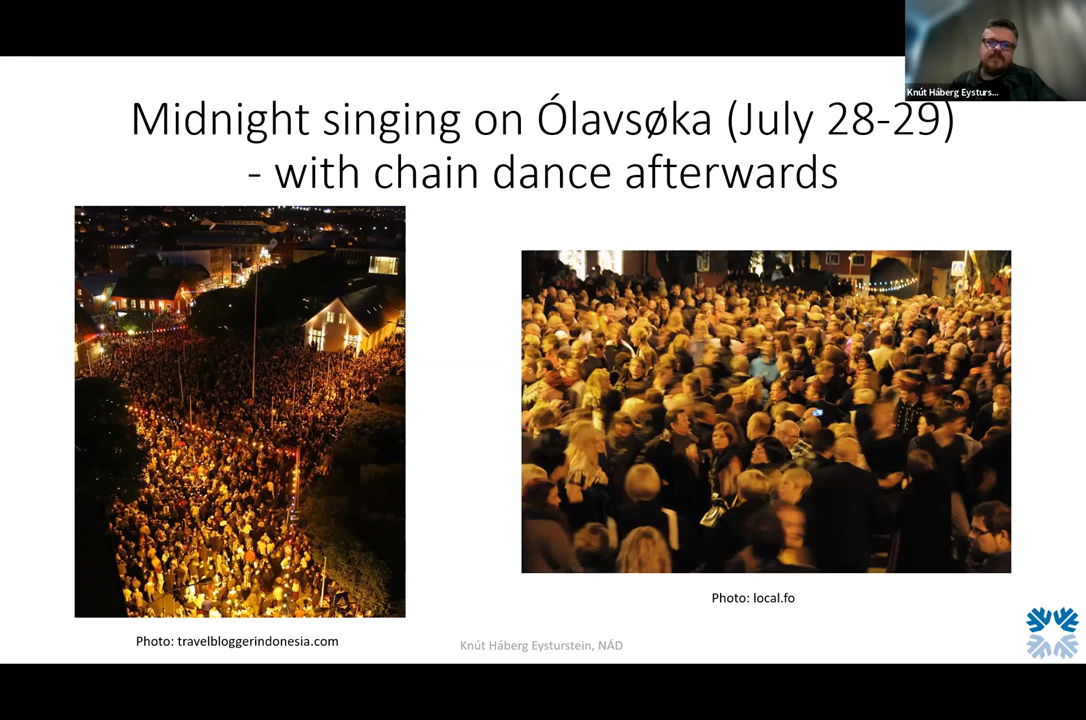 Knút Háberg Eysturs...
Midnight singing on Ólavsøka (July 28-29)
- with chain dance afterwards
Photo: local.fo
Photo: travelbloggerindonesia.com
Knút Háberg Eysturstein, NÁD